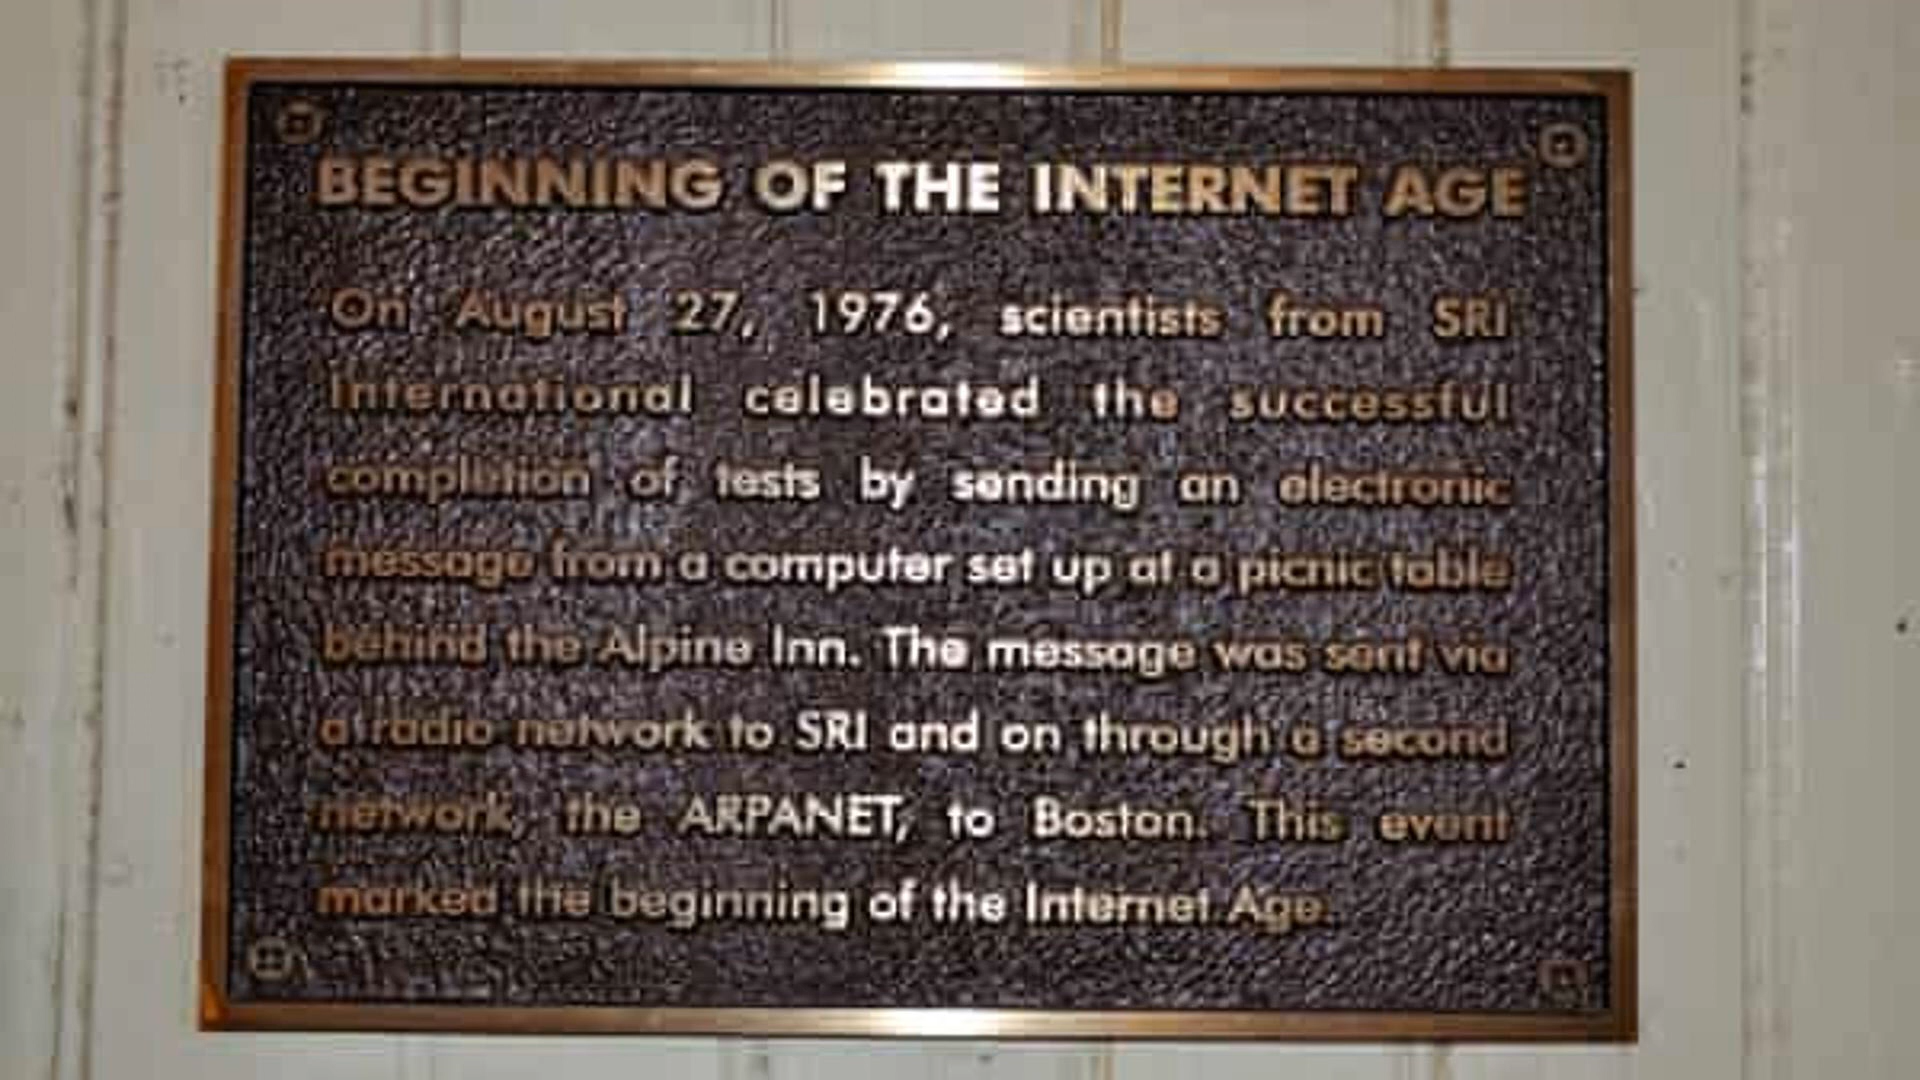 BEGINNING OF THE INTERNET AGE
On August 27, 1976, scientists from SRI
International celebrated the successful
completion of tests by sending an electronic
message from a computer set up at a picnic table
behind the Alpine Inn. The message was sent via
a radio network to SRI and on through a second
network, the ARPANET, to Boston. This event
marked the beginning of the Internet Age.